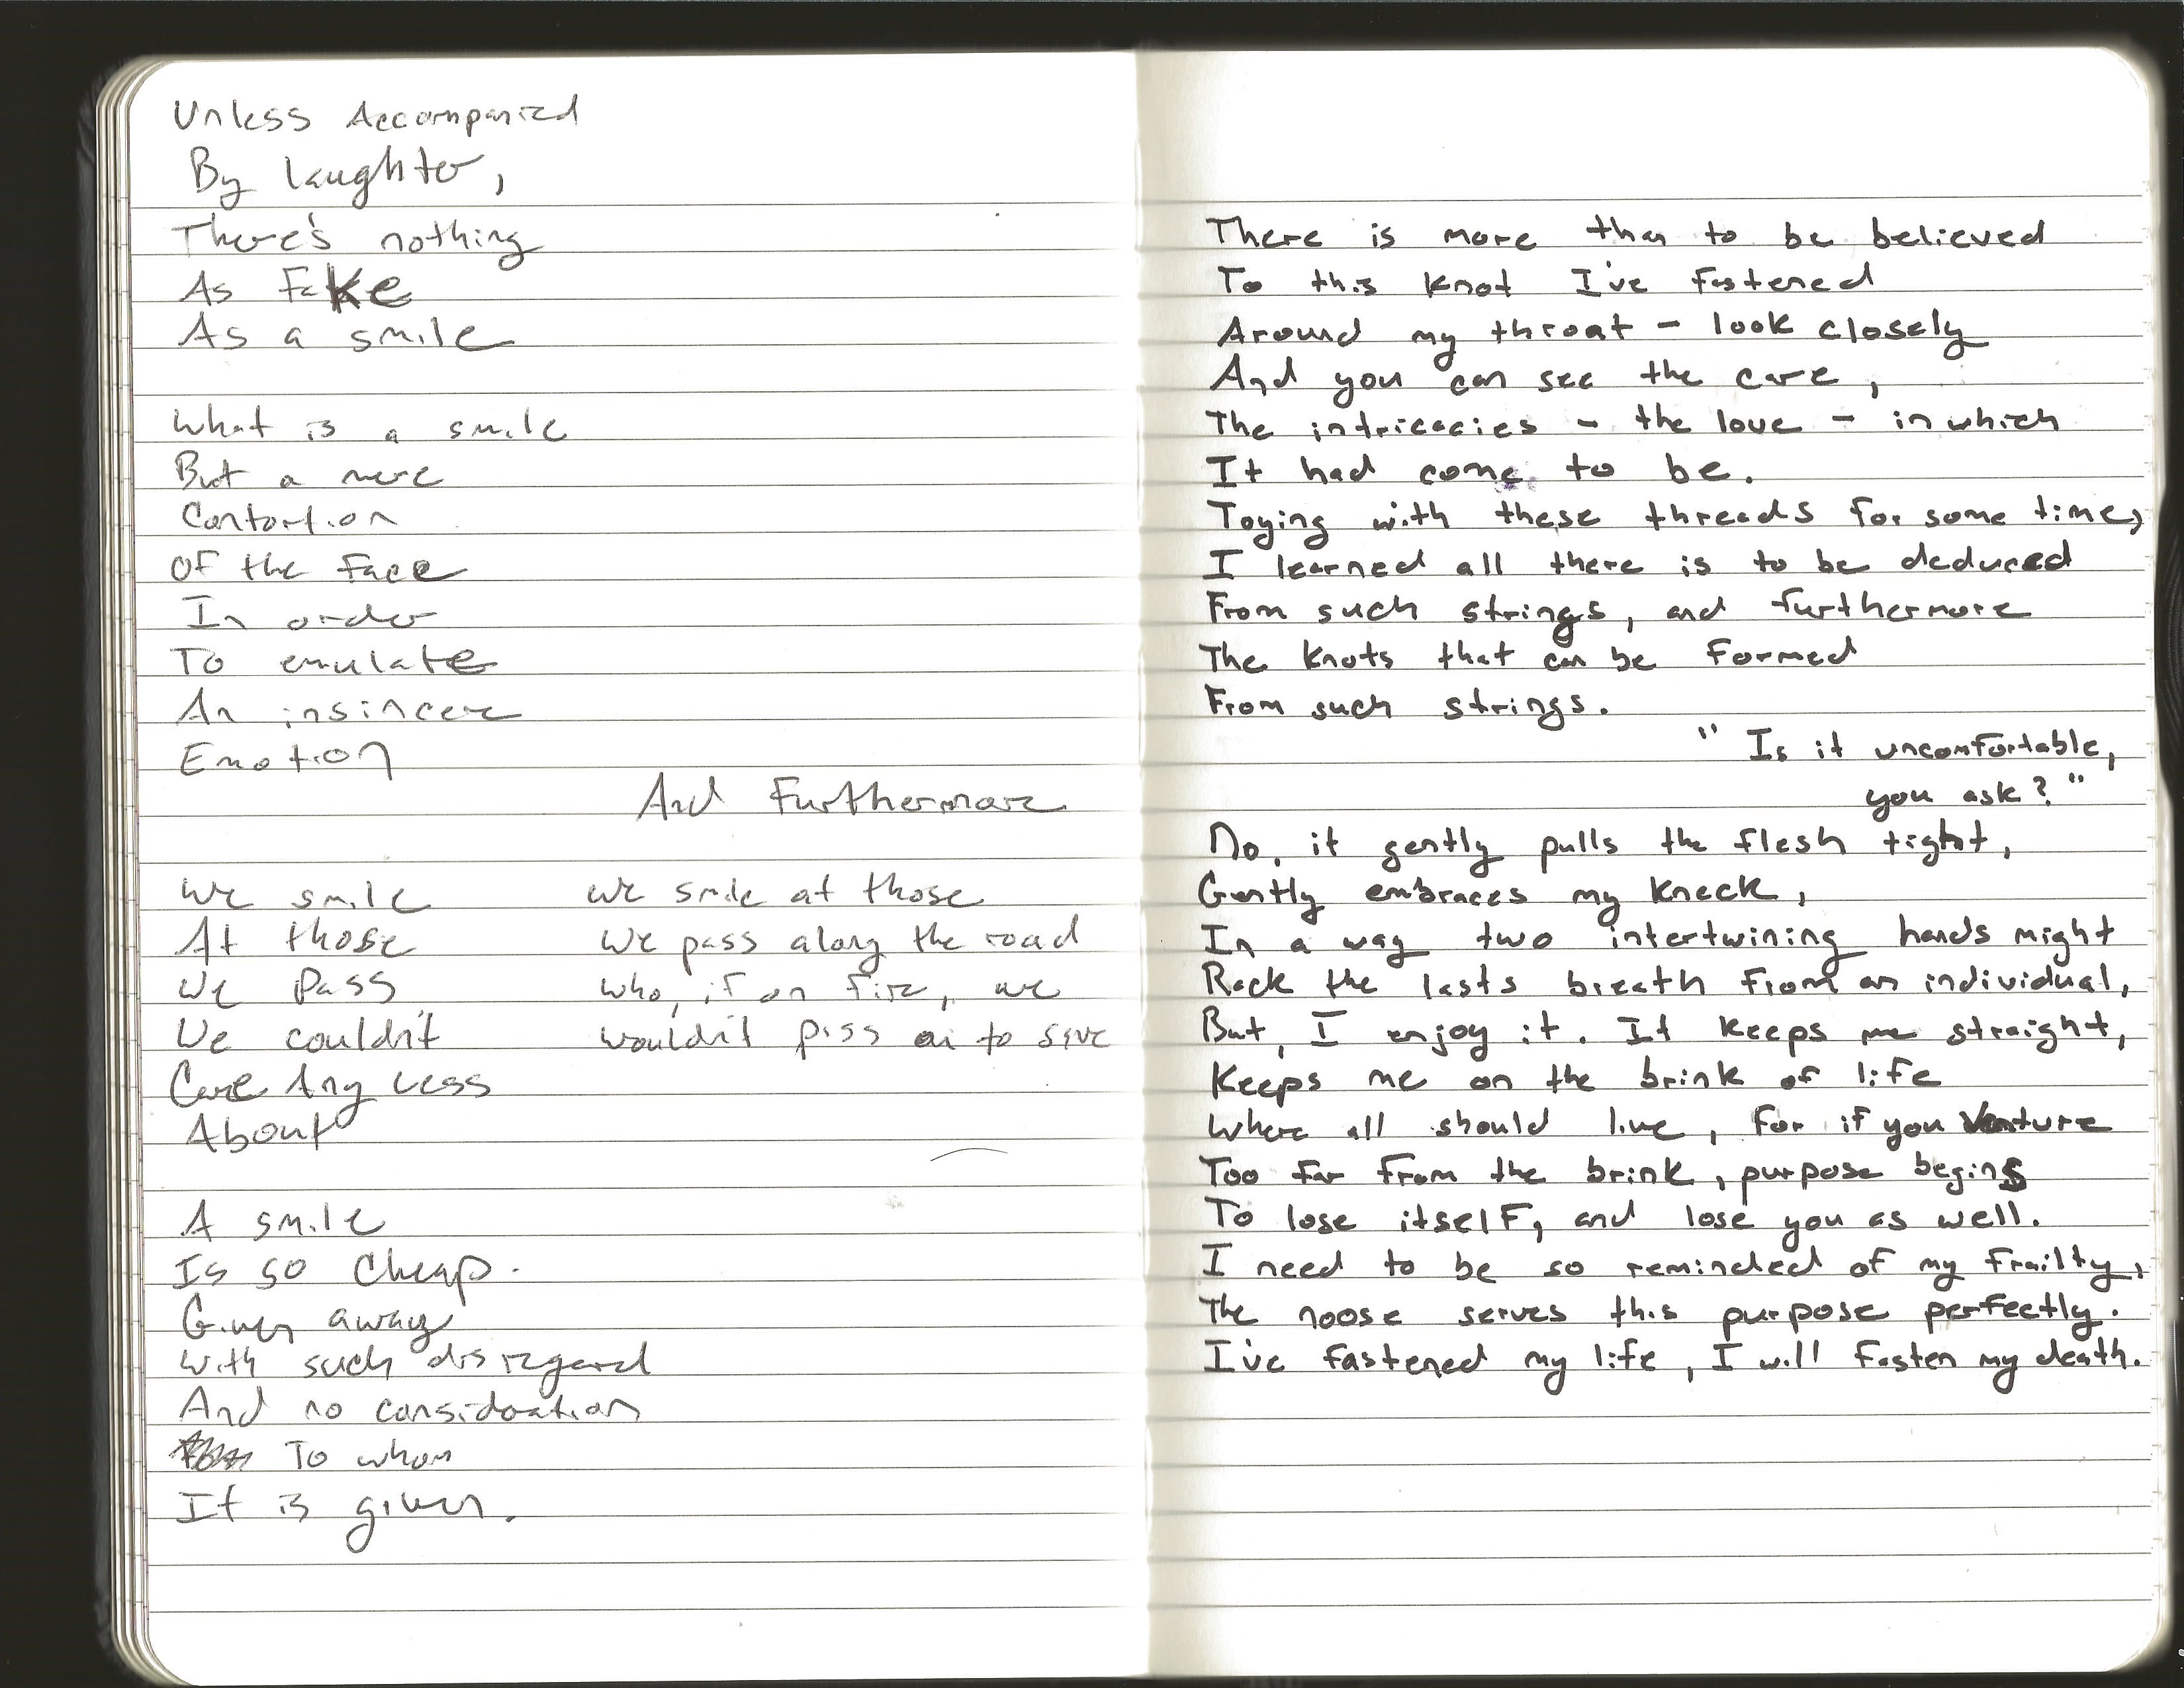 Unless Accompanied
By laughter,
There's nothing
As Fake
As a smile
What is a smile
But a mere
Contortion
Of the face
In order
To emulate
An insincere
Emotion
And Furthermore
We smile
At those
We Pass
We couldn't
Care Any Less
About
We smile at those
We pass along the road
Who, if on fire, we
wouldn't piss on to save
A smile
Is so Cheap.
Given away
With such disregard
And no consideration
To whom
It is given.
There is more than to be believed
To this knot I've fastened
Around my throat - look closely
And you can see the care,
The intricacies - the love - in which
It had come to be.
Toying with these threads for some time,
I learned all there is to be deduced
From such strings, and furthermore
The knots that can be formed
From such strings.
"Is it uncomfortable,
you ask?"
No, it gently pulls the flesh tight,
Gently embraces my kneck,
In a way two intertwining hands might
Rack the lasts breath from an individual,
But, I enjoy it. It keeps me straight,
Keeps me on the brink of life
Where all should live, for if you venture
Too far from the brink, purpose begins
To lose itself, and lose you as well.
I need to be so reminded of my frailty,
The noose serves this purpose perfectly.
I've fastened my life, I will fasten my death.